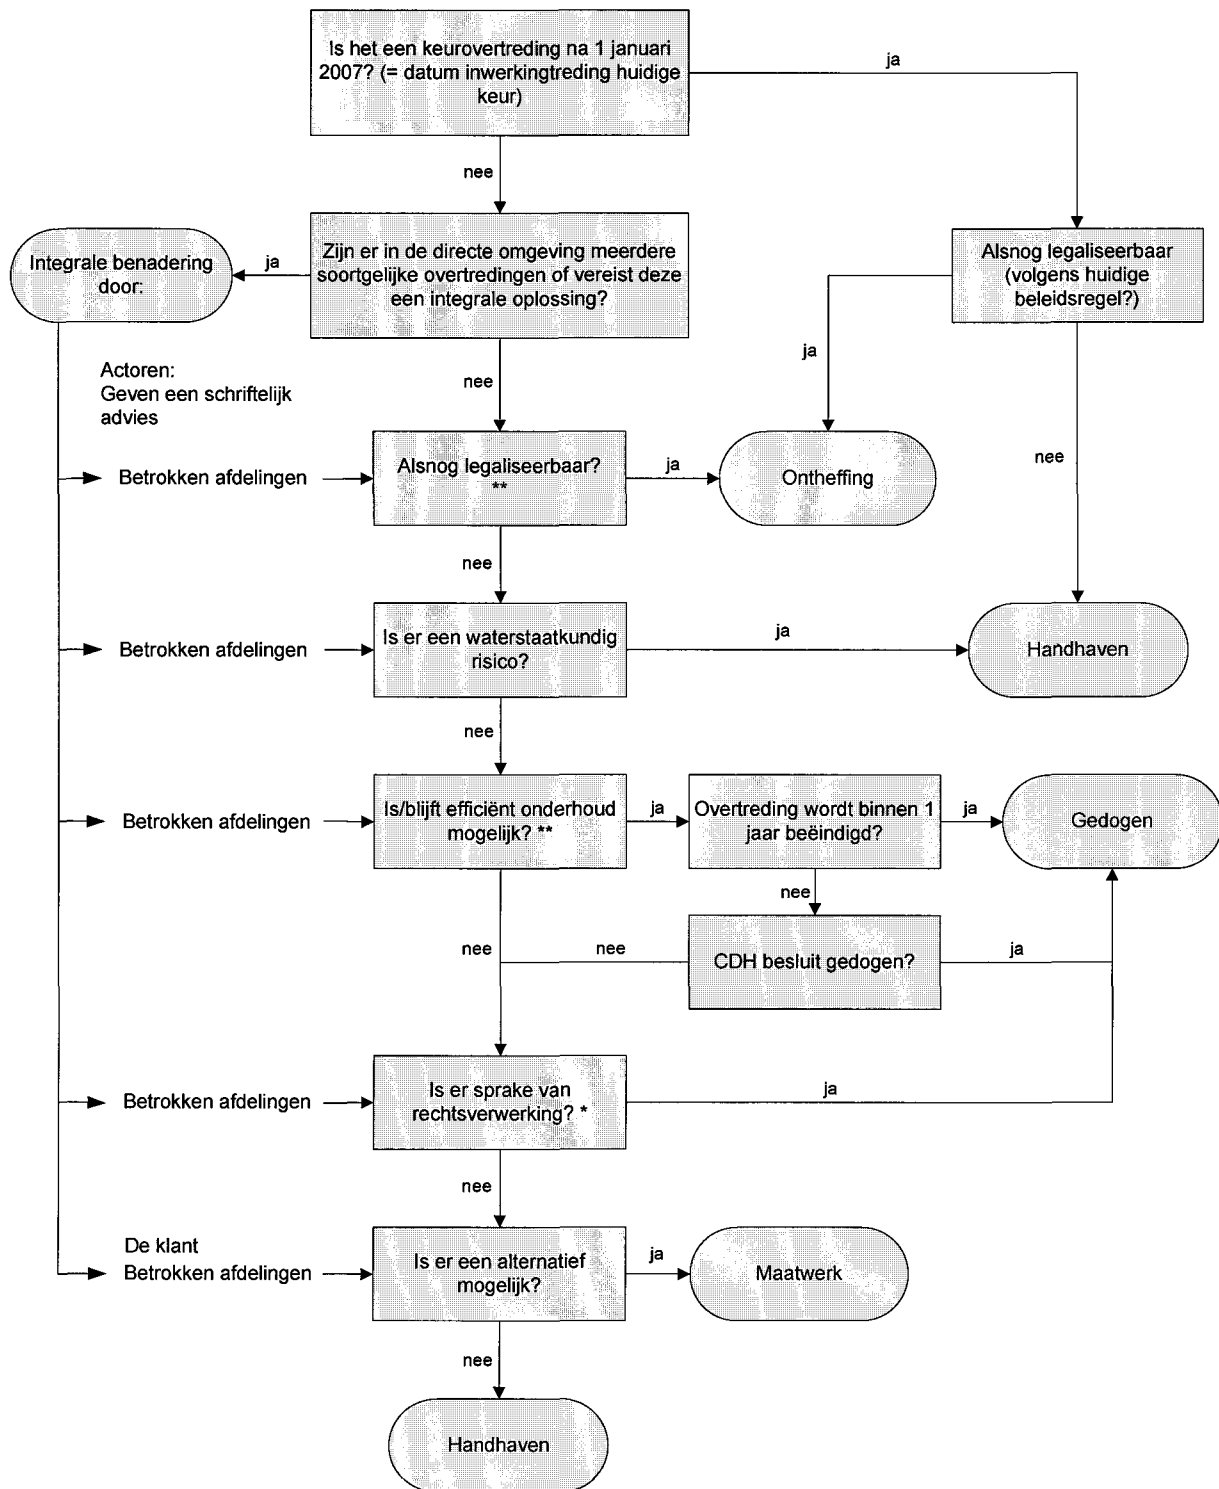 Is het een keurovertreding na 1 januari
2007? (= datum inwerkingtreding huidige
keur)
ja
nee
Integrale benadering
door:
ja
Zijn er in de directe omgeving meerdere
soortgelijke overtredingen of vereist deze
een integrale oplossing?
Alsnog legaliseerbaar
(volgens huidige
beleidsregel?)
ja
nee
Actoren:
Geven een schriftelijk
advies
nee
Betrokken afdelingen
Alsnog legaliseerbaar?
**
ja
Ontheffing
nee
Betrokken afdelingen
Is er een waterstaatkundig
risico?
ja
Handhaven
nee
Betrokken afdelingen
Is/blijft efficiënt onderhoud
mogelijk? **
ja
Overtreding wordt binnen 1
jaar beëindigd?
ja
Gedogen
nee
nee
nee
CDH besluit gedogen?
ja
Betrokken afdelingen
Is er sprake van
rechtsverwerking? *
ja
nee
De klant
Betrokken afdelingen
Is er een alternatief
mogelijk?
ja
Maatwerk
nee
Handhaven